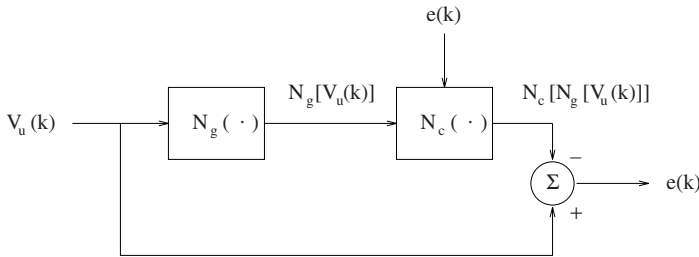 e(k)
V_u(k)
N_g( · )
N_g[V_u(k)]
N_c( · )
N_c[N_g[V_u(k)]]
−
Σ
e(k)
+